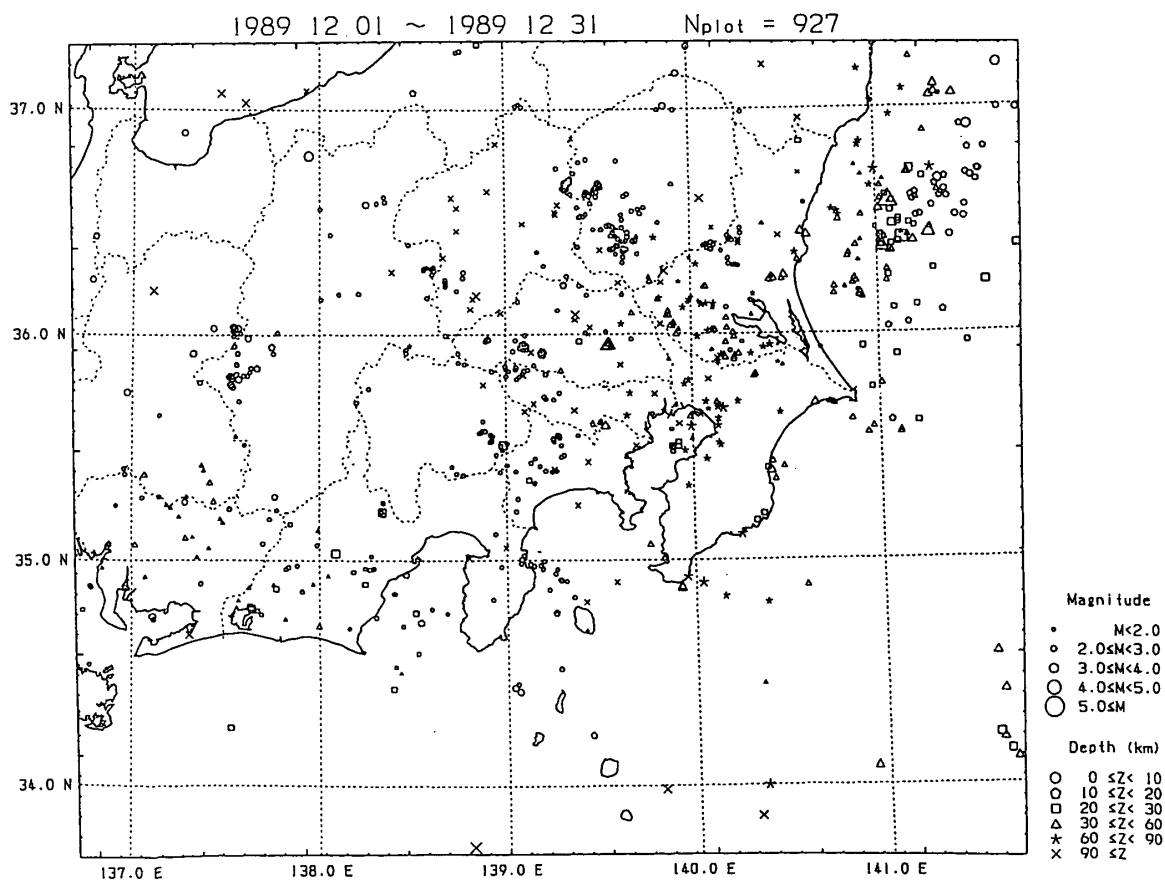 1989 12.01 ~ 1989 12 31 Nplot = 927
37.0 N
36.0 N
35.0 N
34.0 N
137.0 E 138.0 E 139.0 E 140.0 E 141.0 E
Magnitude
M<2.0
2.0≤M<3.0
3.0≤M<4.0
4.0≤M<5.0
5.0≤M
Depth (km)
0 ≤Z< 10
10 ≤Z< 20
20 ≤Z< 30
30 ≤Z< 60
60 ≤Z< 90
90 ≤Z